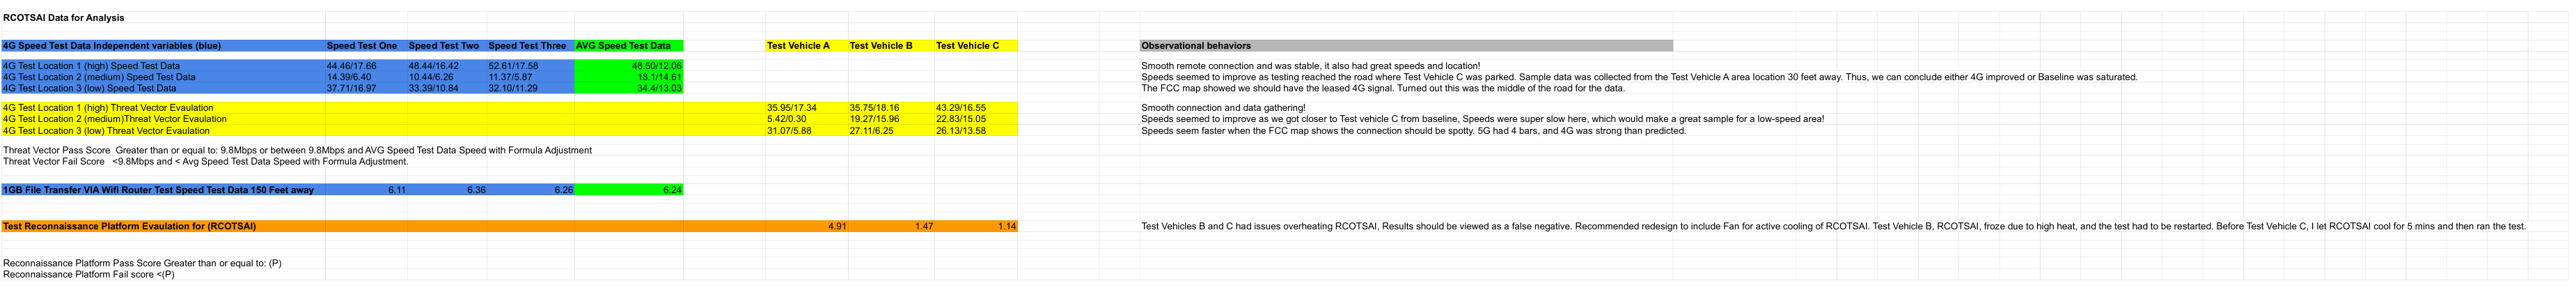 RCOTSAI Data for Analysis
4G Speed Test Data Independent variables (blue) Speed Test One Speed Test Two Speed Test Three AVG Speed Test Data Test Vehicle A Test Vehicle B Test Vehicle C Observational behaviors
4G Test Location 1 (high) Speed Test Data 44.46/17.66 48.44/16.42 52.61/17.58 48.50/12.06 Smooth remote connection and was stable, it also had great speeds and location!
4G Test Location 2 (medium) Speed Test Data 14.39/6.40 10.44/6.26 11.37/5.87 18.1/14.61 Speeds seemed to improve as testing reached the road where Test Vehicle C was parked. Sample data was collected from the Test Vehicle A area location 30 feet away. Thus, we can conclude either 4G improved or Baseline was saturated.
4G Test Location 3 (low) Speed Test Data 37.71/16.97 33.39/10.84 32.10/11.29 34.4/13.03 The FCC map showed we should have the leased 4G signal. Turned out this was the middle of the road for the data.
4G Test Location 1 (high) Threat Vector Evaulation 35.95/17.34 35.75/18.16 43.29/16.55 Smooth connection and data gathering!
4G Test Location 2 (medium)Threat Vector Evaulation 5.42/0.30 19.27/15.96 22.83/15.05 Speeds seemed to improve as we got closer to Test vehicle C from baseline, Speeds were super slow here, which would make a great sample for a low-speed area!
4G Test Location 3 (low) Threat Vector Evaulation 31.07/5.88 27.11/6.25 26.13/13.58 Speeds seem faster when the FCC map shows the connection should be spotty. 5G had 4 bars, and 4G was strong than predicted.
Threat Vector Pass Score Greater than or equal to: 9.8Mbps or between 9.8Mbps and AVG Speed Test Data Speed with Formula Adjustment
Threat Vector Fail Score <9.8Mbps and < Avg Speed Test Data Speed with Formula Adjustment.
1GB File Transfer VIA Wifi Router Test Speed Test Data 150 Feet away 6.11 6.36 6.26 6.24
Test Reconnaissance Platform Evaulation for (RCOTSAI) 4.91 1.47 1.14 Test Vehicles B and C had issues overheating RCOTSAI, Results should be viewed as a false negative. Recommended redesign to include Fan for active cooling of RCOTSAI. Test Vehicle B, RCOTSAI, froze due to high heat, and the test had to be restarted. Before Test Vehicle C, I let RCOTSAI cool for 5 mins and then ran the test.
Reconnaissance Platform Pass Score Greater than or equal to: (P)
Reconnaissance Platform Fail score <(P)